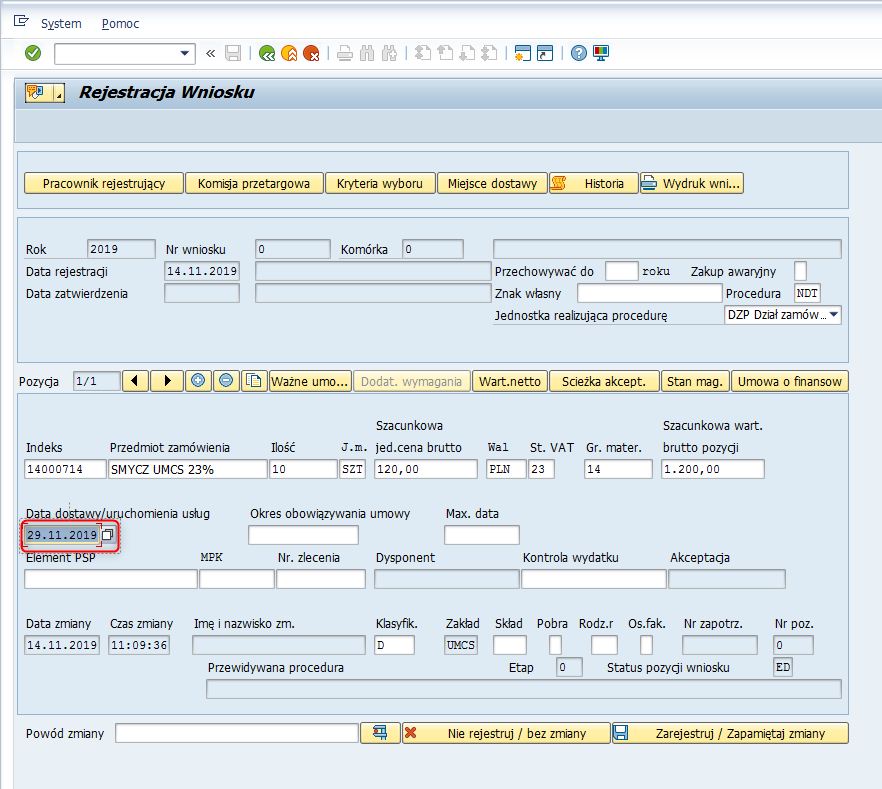 System Pomoc
Rejestracja Wniosku
Pracownik rejestrujący Komisja przetargowa Kryteria wyboru Miejsce dostawy Historia Wydruk wni...
Rok 2019 Nr wniosku 0 Komórka 0
Data rejestracji 14.11.2019 Przechowywać do roku Zakup awaryjny
Data zatwierdzenia Znak własny Procedura NDT
Jednostka realizująca procedurę DZP Dział zamów...
Pozycja 1/1 Ważne umo... Dodat. wymagania Wart.netto Scieżka akcept. Stan mag. Umowa o finansow
Szacunkowa Szacunkowa wart.
Indeks Przedmiot zamówienia Ilość J.m. jed.cena brutto Wal St. VAT Gr. mater. brutto pozycji
14000714 SMYCZ UMCS 23% 10 SZT 120,00 PLN 23 14 1.200,00
Data dostawy/uruchomienia usług Okres obowiązywania umowy Max. data
29.11.2019
Element PSP MPK Nr. zlecenia Dysponent Kontrola wydatku Akceptacja
Data zmiany Czas zmiany Imę i nazwisko zm. Klasyfik. Zakład Skład Pobra Rodz.r Os.fak. Nr zapotrz. Nr poz.
14.11.2019 11:09:36 D UMCS 0
Przewidywana procedura Etap 0 Status pozycji wniosku ED
Powód zmiany Nie rejestruj / bez zmiany Zarejestruj / Zapamiętaj zmiany